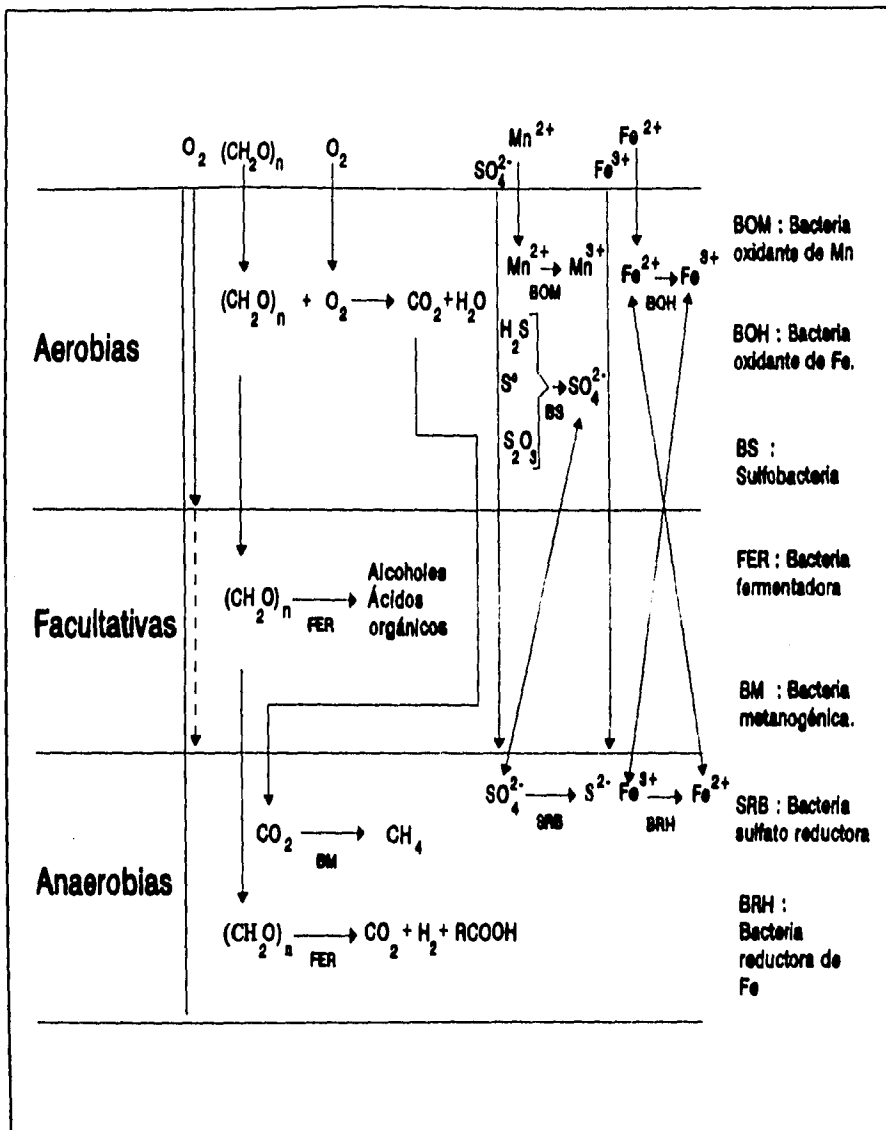 O2 (CH2O)n O2 Mn2+ Fe2+
SO42- Fe3+
Aerobias
(CH2O)n + O2 CO2+H2O
Mn2+ Mn3+
BOM
Fe2+ Fe3+
BOH
H2S
S°
S2O3
SO42-
BS
Facultativas
(CH2O)n
FER
Alcoholes
Ácidos
orgánicos
Anaerobias
SO42- S2- Fe3+ Fe2+
SRB BRH
CO2 CH4
BM
(CH2O)n CO2 + H2 + RCOOH
FER
BOM : Bacteria
oxidante de Mn
BOH : Bacteria
oxidante de Fe.
BS :
Sulfobacteria
FER: Bacteria
fermentadora
BM : Bacteria
metanogénica.
SRB : Bacteria
sulfato reductora
BRH :
Bacteria
reductora de
Fe